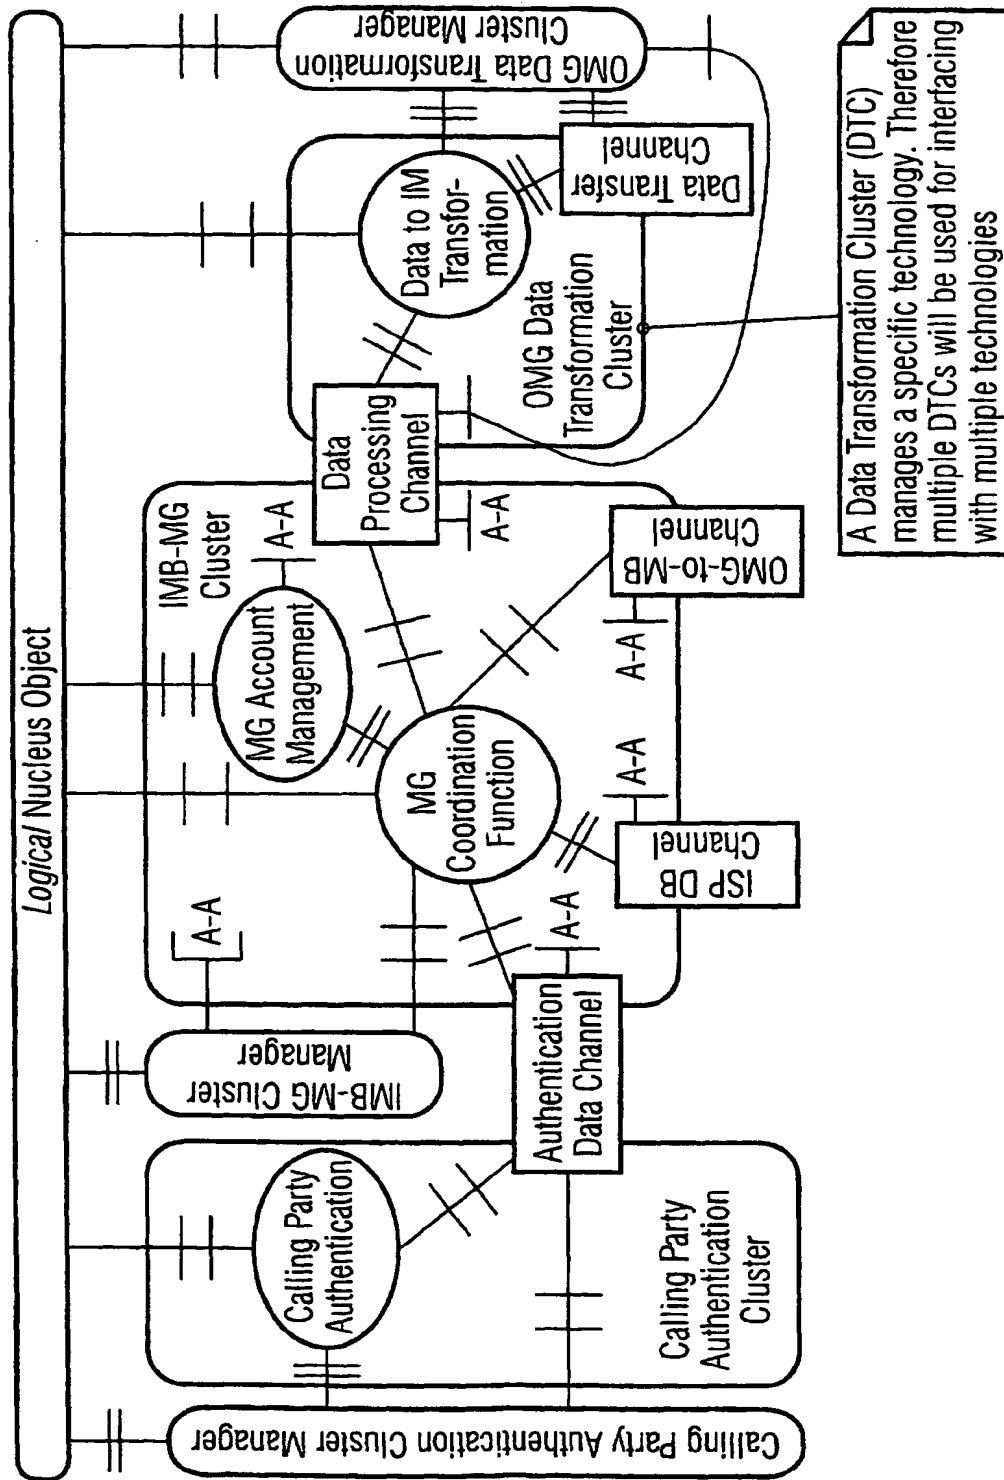 Logical Nucleus Object
Calling Party Authentication Cluster Manager
Calling Party
Authentication
Calling Party
Authentication
Cluster
IMB-MG Cluster
Manager
A-A
Authentication
Data Channel
A-A
MG
Coordination
Function
ISP DB
Channel
A-A
MG Account
Management
A-A
IMB-MG
Cluster
OMG-to-MB
Channel
A-A
Data
Processing
Channel
A-A
OMG Data
Transformation
Cluster
Data to IM
Transfor-
mation
Data Transfer
Channel
OMG Data Transformation
Cluster Manager
A Data Transformation Cluster (DTC)
manages a specific technology. Therefore
multiple DTCs will be used for interfacing
with multiple technologies